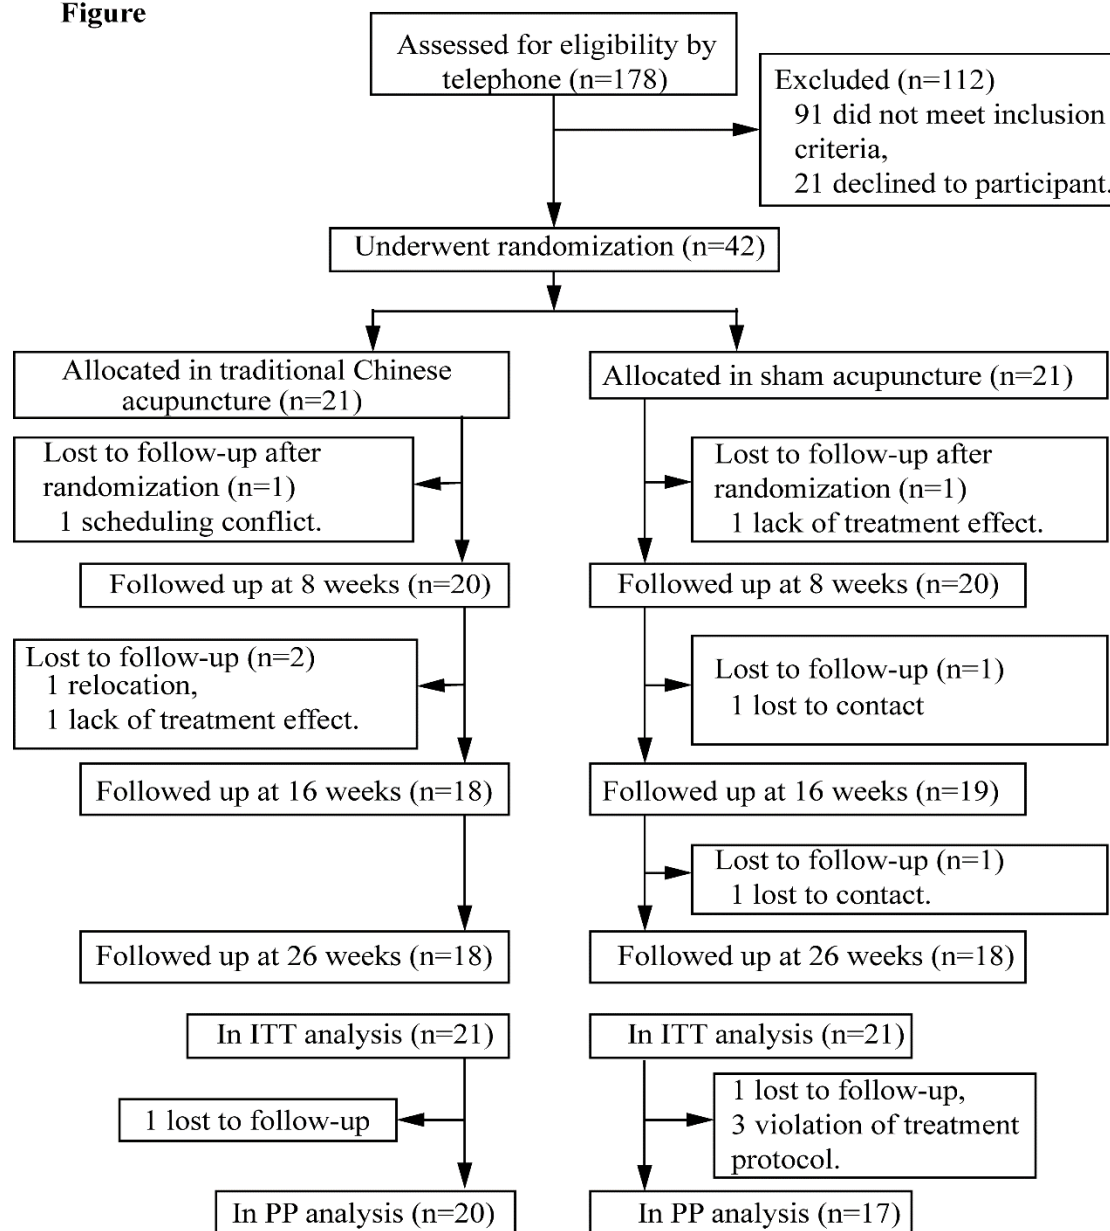 Figure
Assessed for eligibility by
telephone (n=178)
Excluded (n=112)
91 did not meet inclusion
criteria,
21 declined to participant.
Underwent randomization (n=42)
Allocated in traditional Chinese
acupuncture (n=21)
Allocated in sham acupuncture (n=21)
Lost to follow-up after
randomization (n=1)
1 scheduling conflict.
Lost to follow-up after
randomization (n=1)
1 lack of treatment effect.
Followed up at 8 weeks (n=20)
Followed up at 8 weeks (n=20)
Lost to follow-up (n=2)
1 relocation,
1 lack of treatment effect.
Lost to follow-up (n=1)
1 lost to contact
Followed up at 16 weeks (n=18)
Followed up at 16 weeks (n=19)
Lost to follow-up (n=1)
1 lost to contact.
Followed up at 26 weeks (n=18)
Followed up at 26 weeks (n=18)
In ITT analysis (n=21)
In ITT analysis (n=21)
1 lost to follow-up
1 lost to follow-up,
3 violation of treatment
protocol.
In PP analysis (n=20)
In PP analysis (n=17)